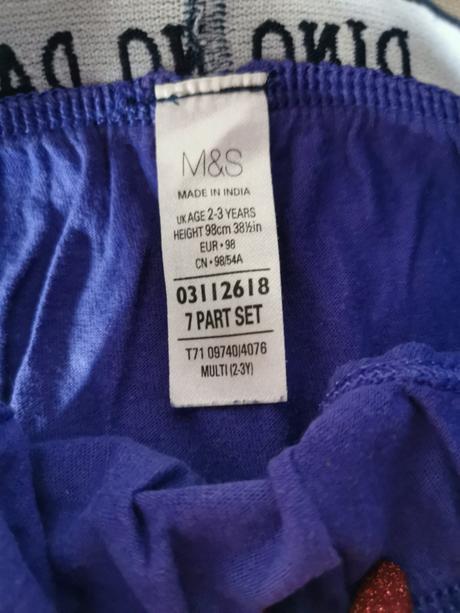 M&S
MADE IN INDIA
UK AGE 2-3 YEARS
HEIGHT 98cm 38½in
EUR • 98
CN • 98/54A
03112618
7 PART SET
T71 09740/4076
MULTI (2-3Y)